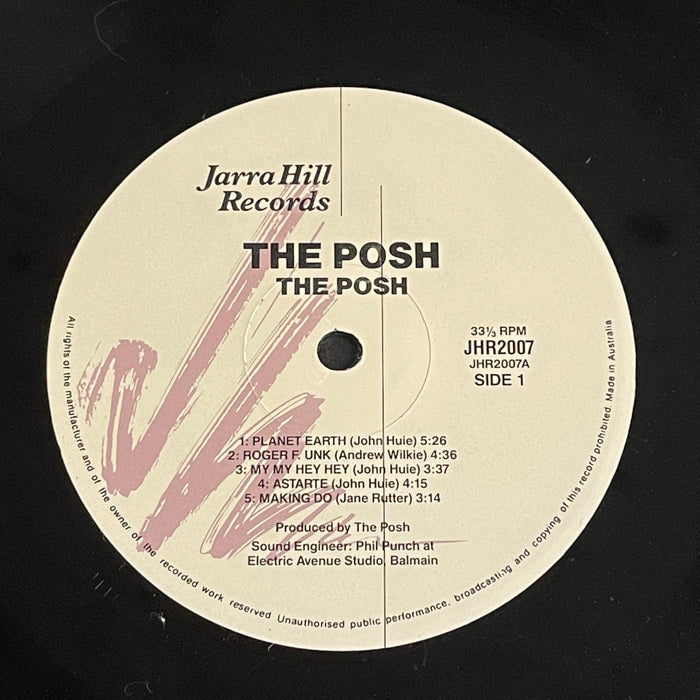 Jarra Hill
Records
THE POSH
THE POSH
33⅓ RPM
JHR2007
JHR2007A
SIDE 1
1: PLANET EARTH (John Huie) 5:26
2: ROGER F. UNK (Andrew Wilkie) 4:36
3: MY MY HEY HEY (John Huie) 3:37
4: ASTARTE (John Huie) 4:15
5: MAKING DO (Jane Rutter) 3:14
Produced by The Posh
Sound Engineer: Phil Punch at
Electric Avenue Studio, Balmain
All rights of the manufacturer and of the owner of the recorded work reserved Unauthorised public performance, broadcasting and copying of this record prohibited. Made in Australia